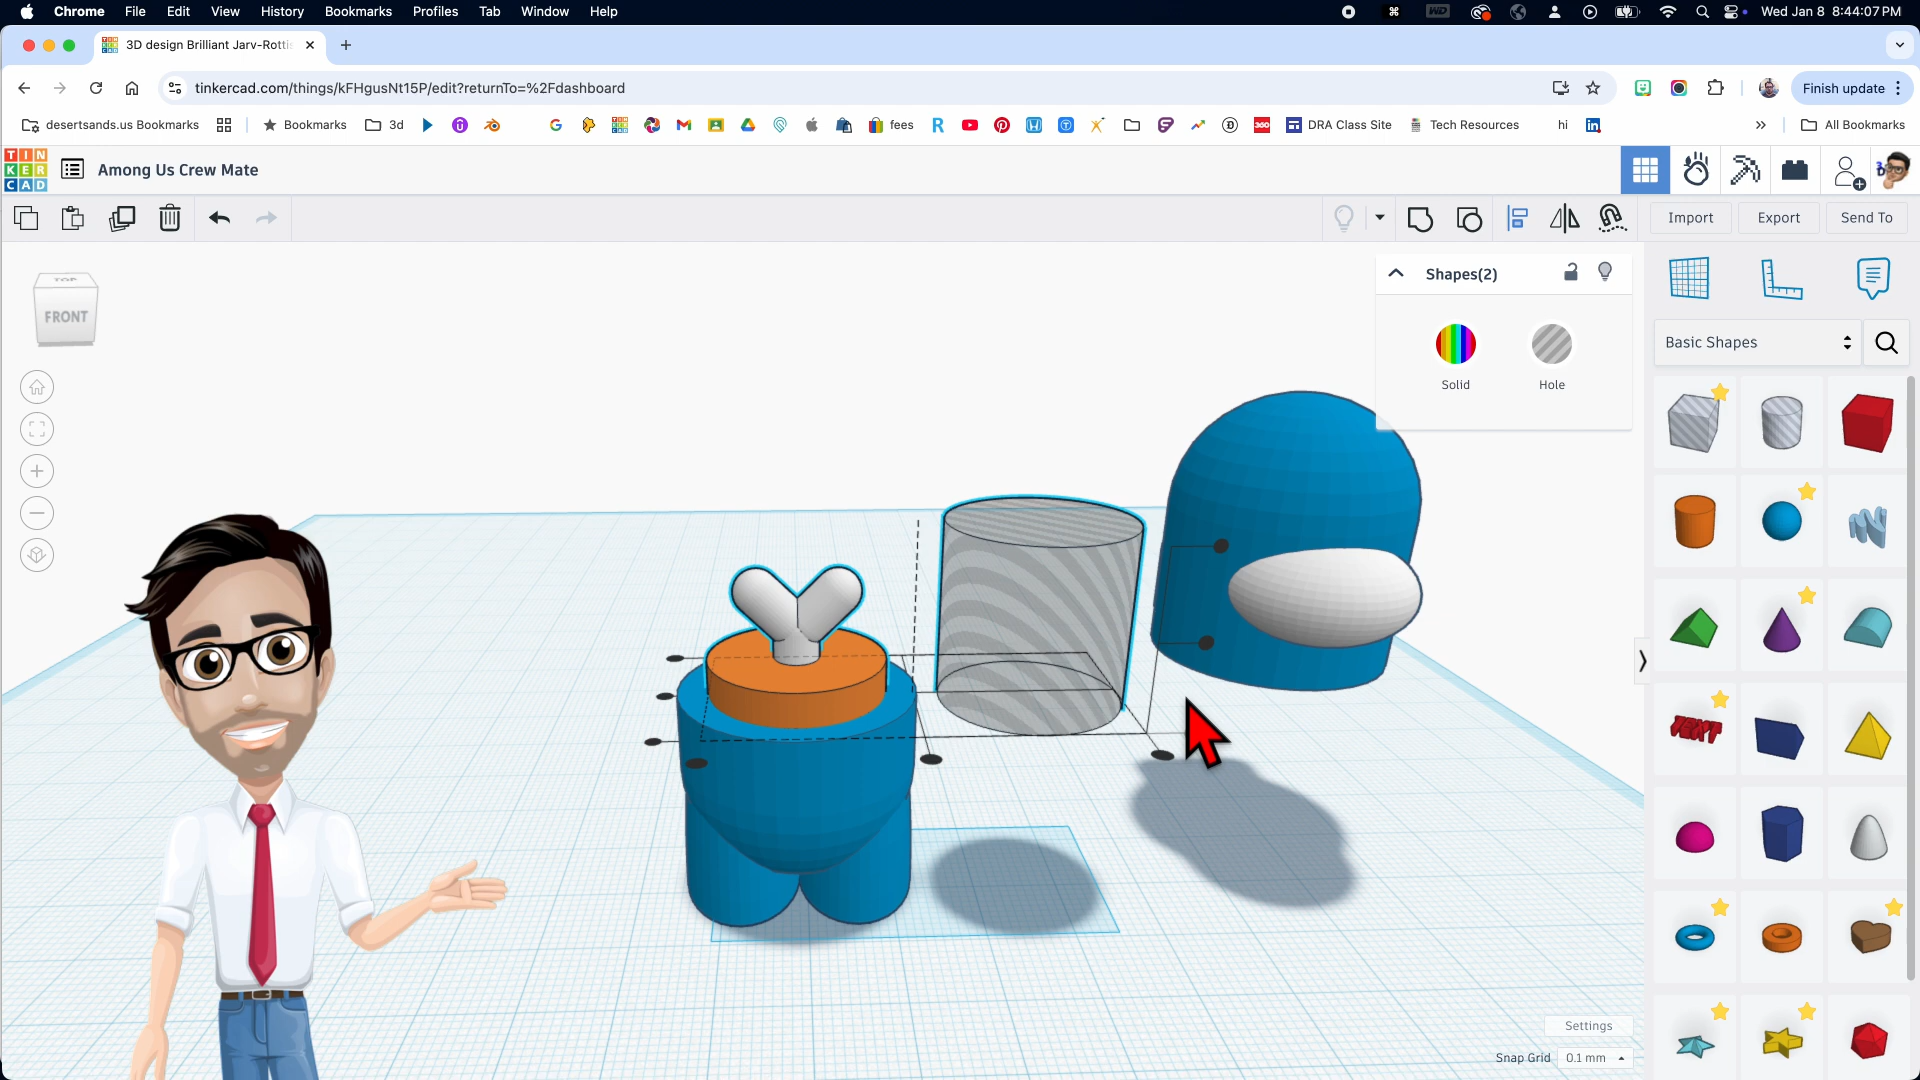 Chrome File Edit View History Bookmarks Profiles Tab Window Help
Wed Jan 8 8:44:07 PM
3D design Brilliant Jarv-Rotti
tinkercad.com/things/kFHgusNt15P/edit?returnTo=%2Fdashboard
Finish update
desertsands.us Bookmarks Bookmarks 3d fees DRA Class Site Tech Resources hi All Bookmarks
TIN
KER
CAD
Among Us Crew Mate
Import Export Send To
TOP
FRONT
Shapes(2)
Solid Hole
Basic Shapes
TEXT
Settings
Snap Grid 0.1 mm